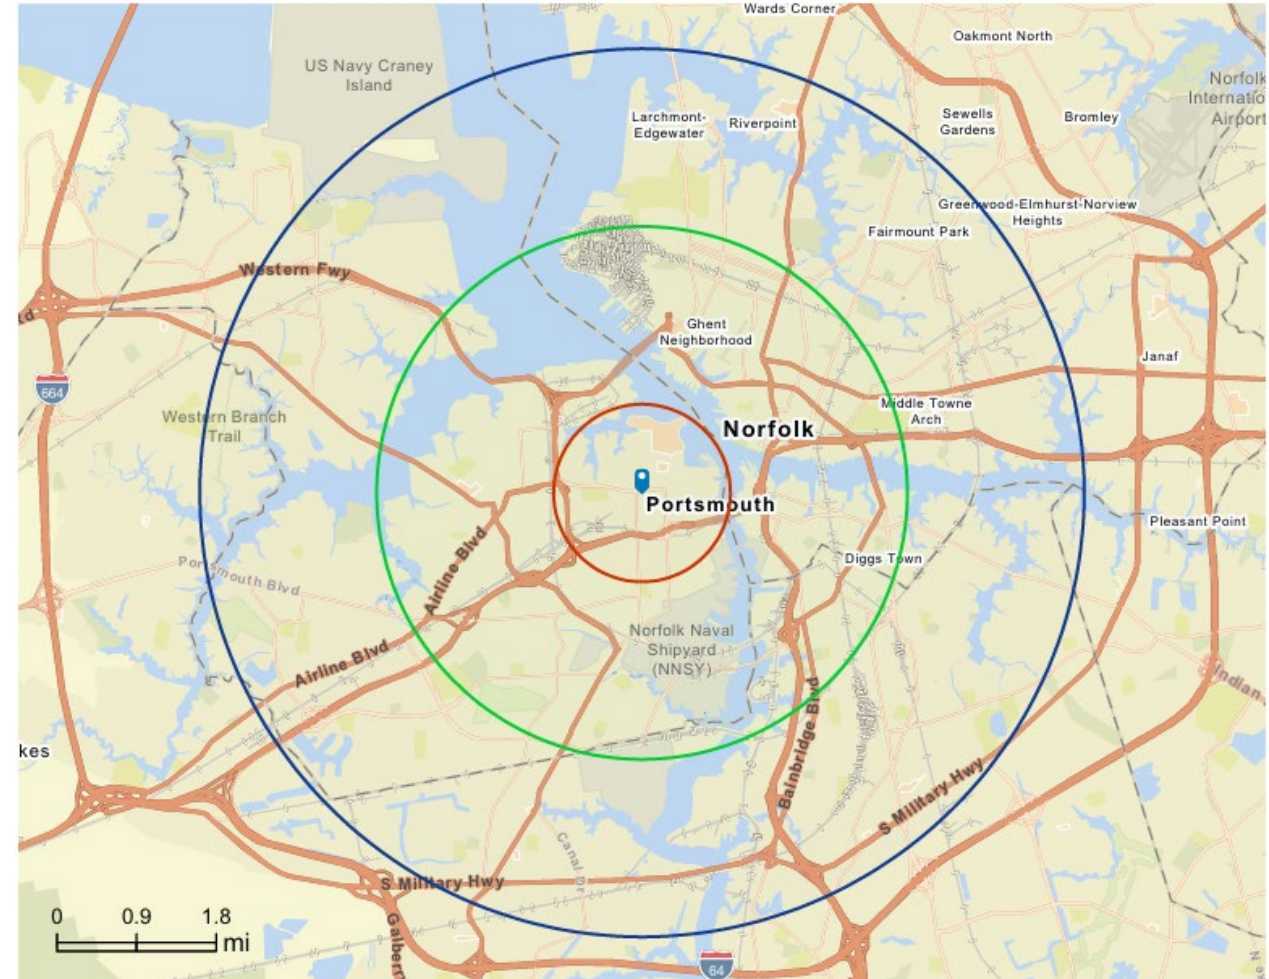 Wards Corner
Oakmont North
US Navy Craney
Island
Norfolk
Internatio
Airport
Larchmont-
Edgewater
Riverpoint
Sewells
Gardens
Bromley
Greenwood-Elmhurst-Norview
Heights
Fairmount Park
Western Fwy
Ghent
Neighborhood
Janaf
664
Western Branch
Trail
Middle Towne
Arch
Norfolk
Portsmouth
Pleasant Point
Airline Blvd
Diggs Town
Portsmouth Blvd
Norfolk Naval
Shipyard
(NNSY)
Airline Blvd
Indian
Bainbridge Blvd
kes
S Military Hwy
Canal Dr
S Military Hwy
0 0.9 1.8
mi
Galbert
64